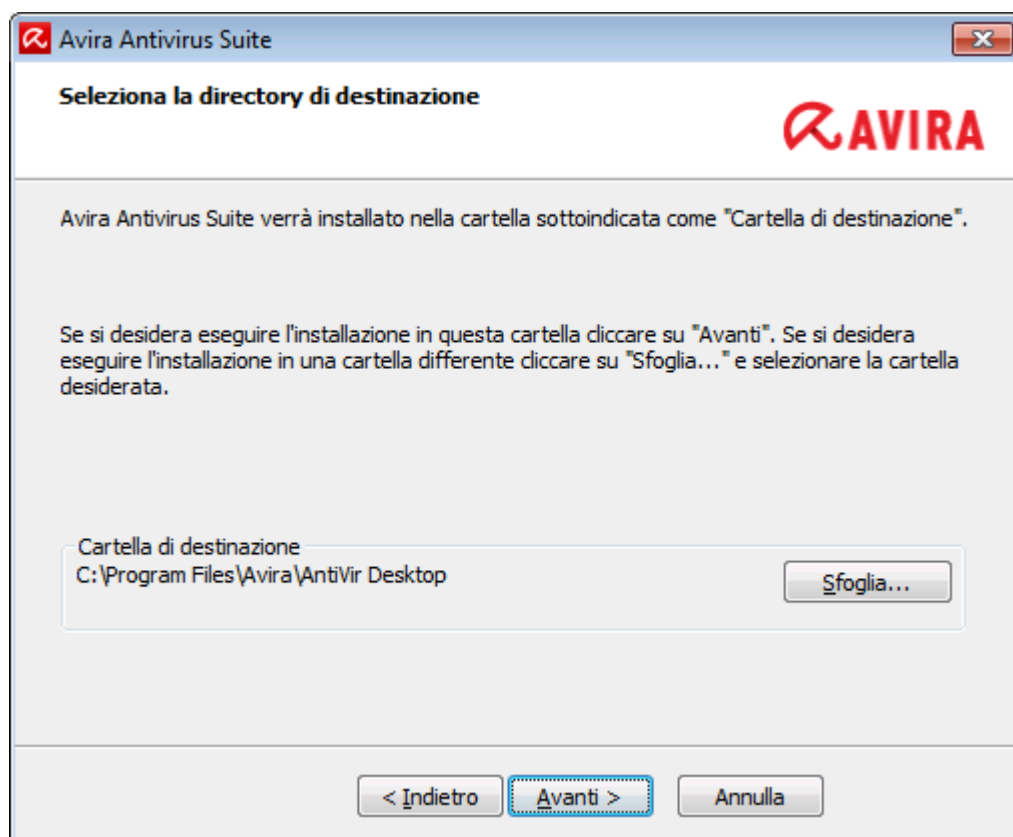 Avira Antivirus Suite
Seleziona la directory di destinazione
AVIRA
Avira Antivirus Suite verrà installato nella cartella sottoindicata come "Cartella di destinazione".
Se si desidera eseguire l'installazione in questa cartella cliccare su "Avanti". Se si desidera
eseguire l'installazione in una cartella differente cliccare su "Sfoglia..." e selezionare la cartella
desiderata.
Cartella di destinazione
C:\Program Files\Avira\AntiVir Desktop
Sfoglia...
< Indietro
Avanti >
Annulla